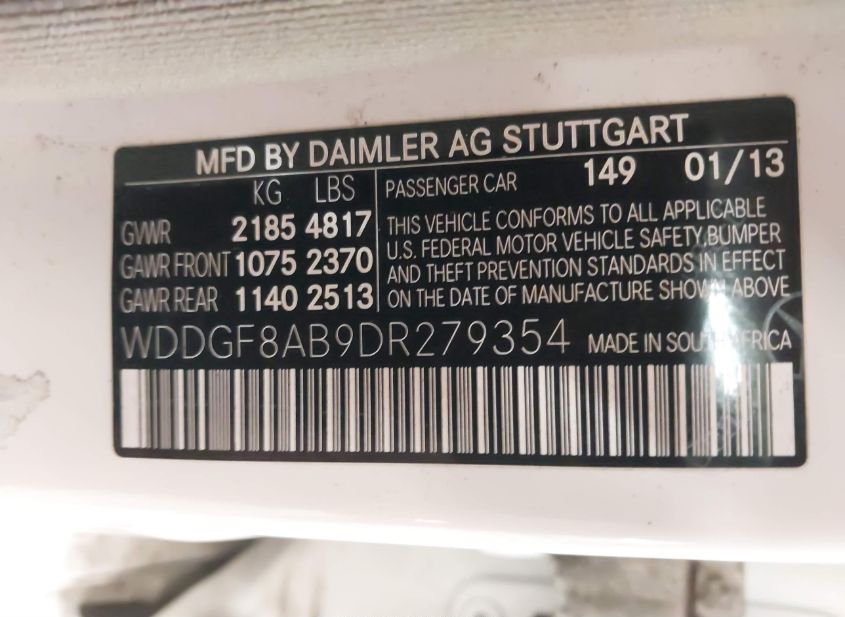 MFD BY DAIMLER AG STUTTGART
KG LBS
GVWR 2185 4817
GAWR FRONT 1075 2370
GAWR REAR 1140 2513
PASSENGER CAR 149 01/13
THIS VEHICLE CONFORMS TO ALL APPLICABLE
U.S. FEDERAL MOTOR VEHICLE SAFETY,BUMPER
AND THEFT PREVENTION STANDARDS IN EFFECT
ON THE DATE OF MANUFACTURE SHOWN ABOVE
WDDGF8AB9DR279354 MADE IN SOUTH AFRICA